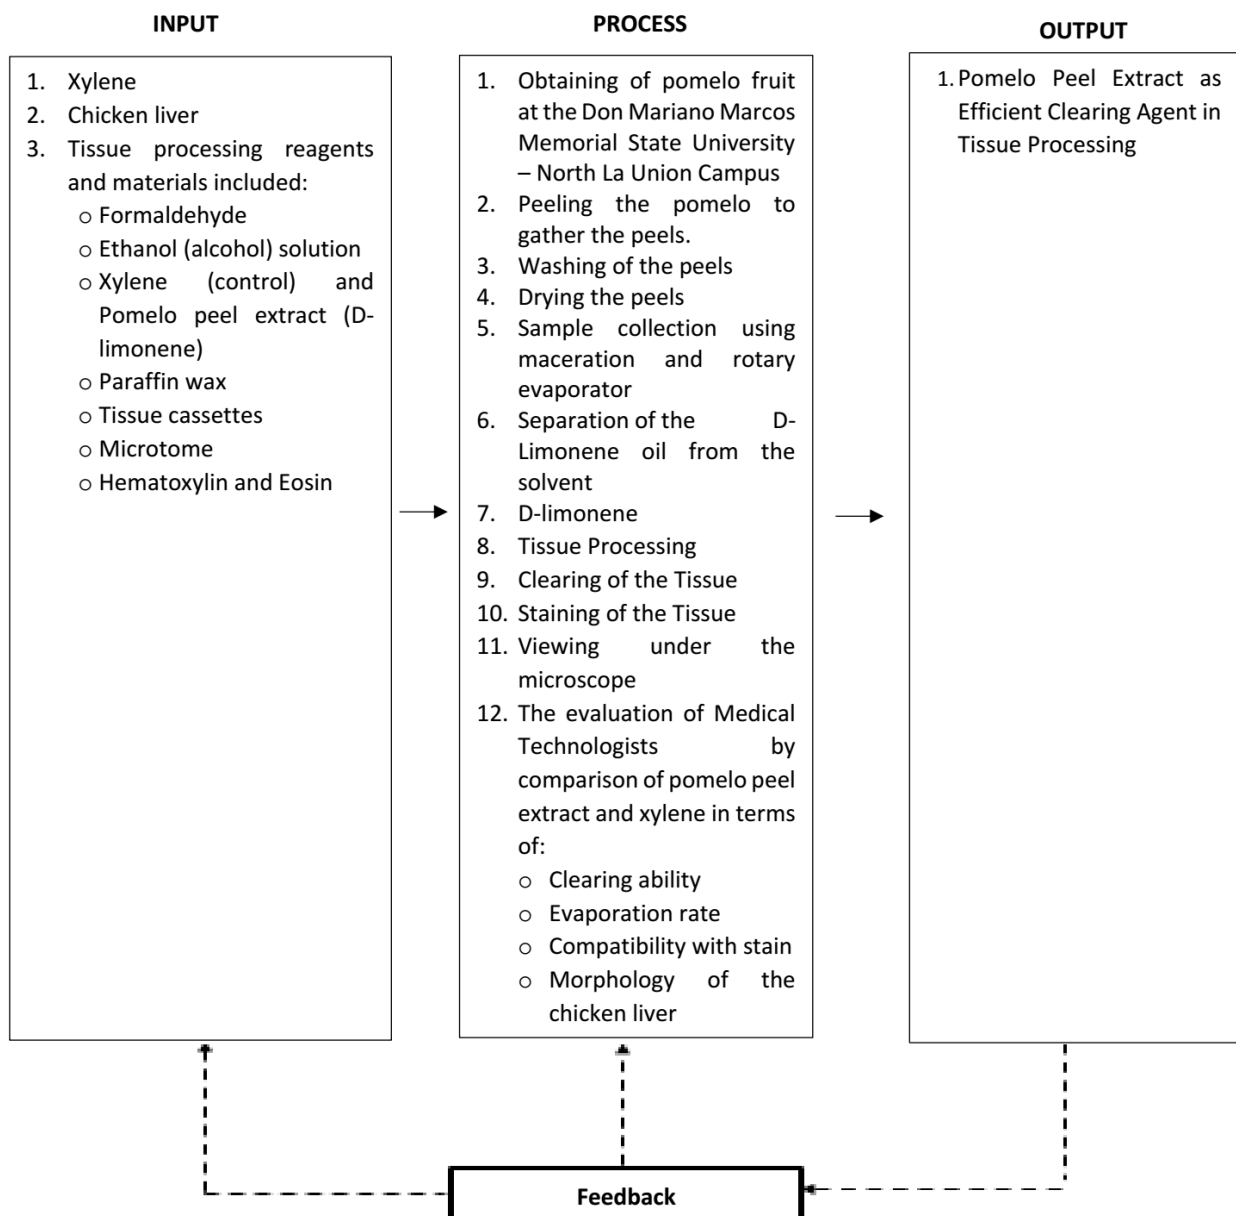 INPUT
1. Xylene
2. Chicken liver
3. Tissue processing reagents
and materials included:
o Formaldehyde
o Ethanol (alcohol) solution
o Xylene (control) and
Pomelo peel extract (D-
limonene)
o Paraffin wax
o Tissue cassettes
o Microtome
o Hematoxylin and Eosin
PROCESS
1. Obtaining of pomelo fruit
at the Don Mariano Marcos
Memorial State University
– North La Union Campus
2. Peeling the pomelo to
gather the peels.
3. Washing of the peels
4. Drying the peels
5. Sample collection using
maceration and rotary
evaporator
6. Separation of the D-
Limonene oil from the
solvent
7. D-limonene
8. Tissue Processing
9. Clearing of the Tissue
10. Staining of the Tissue
11. Viewing under the
microscope
12. The evaluation of Medical
Technologists by
comparison of pomelo peel
extract and xylene in terms
of:
o Clearing ability
o Evaporation rate
o Compatibility with stain
o Morphology of the
chicken liver
OUTPUT
1. Pomelo Peel Extract as
Efficient Clearing Agent in
Tissue Processing
Feedback